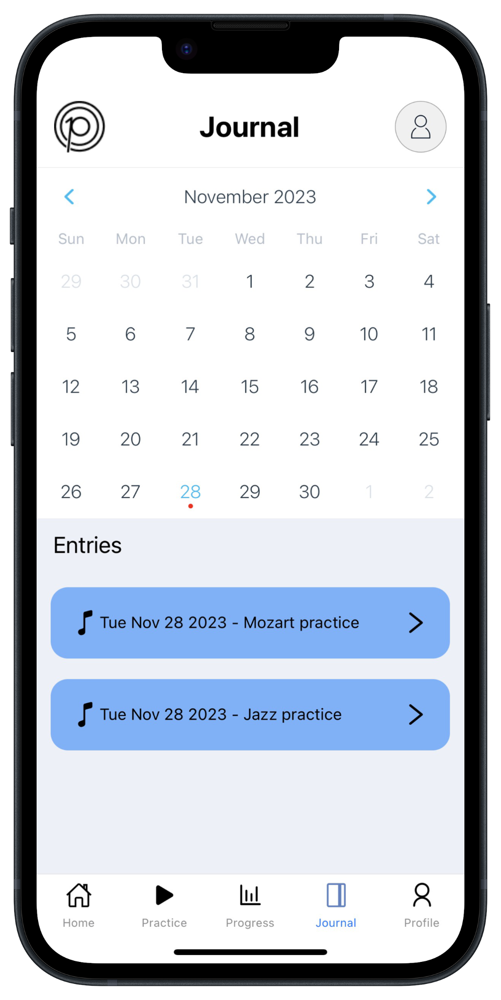 Journal
November 2023
Sun Mon Tue Wed Thu Fri Sat
29 30 31 1 2 3 4
5 6 7 8 9 10 11
12 13 14 15 16 17 18
19 20 21 22 23 24 25
26 27 28 29 30 1 2
Entries
Tue Nov 28 2023 - Mozart practice
Tue Nov 28 2023 - Jazz practice
Home Practice Progress Journal Profile